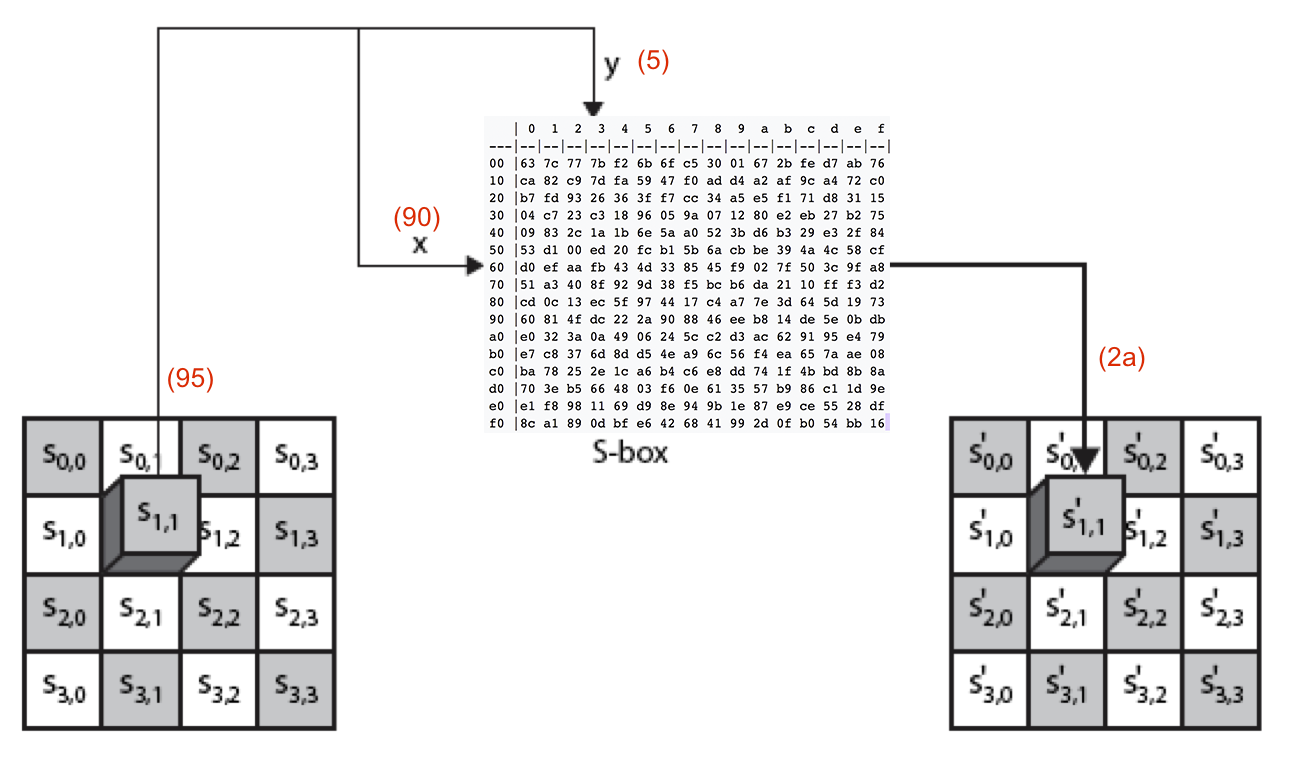 y (5)
(90)
x
| 0 1 2 3 4 5 6 7 8 9 a b c d e f
---|--|--|--|--|--|--|--|--|--|--|--|--|--|--|--|--|
00 |63 7c 77 7b f2 6b 6f c5 30 01 67 2b fe d7 ab 76
10 |ca 82 c9 7d fa 59 47 f0 ad d4 a2 af 9c a4 72 c0
20 |b7 fd 93 26 36 3f f7 cc 34 a5 e5 f1 71 d8 31 15
30 |04 c7 23 c3 18 96 05 9a 07 12 80 e2 eb 27 b2 75
40 |09 83 2c 1a 1b 6e 5a a0 52 3b d6 b3 29 e3 2f 84
50 |53 d1 00 ed 20 fc b1 5b 6a cb be 39 4a 4c 58 cf
60 |d0 ef aa fb 43 4d 33 85 45 f9 02 7f 50 3c 9f a8
70 |51 a3 40 8f 92 9d 38 f5 bc b6 da 21 10 ff f3 d2
80 |cd 0c 13 ec 5f 97 44 17 c4 a7 7e 3d 64 5d 19 73
90 |60 81 4f dc 22 2a 90 88 46 ee b8 14 de 5e 0b db
a0 |e0 32 3a 0a 49 06 24 5c c2 d3 ac 62 91 95 e4 79
b0 |e7 c8 37 6d 8d d5 4e a9 6c 56 f4 ea 65 7a ae 08
c0 |ba 78 25 2e 1c a6 b4 c6 e8 dd 74 1f 4b bd 8b 8a
d0 |70 3e b5 66 48 03 f6 0e 61 35 57 b9 86 c1 1d 9e
e0 |e1 f8 98 11 69 d9 8e 94 9b 1e 87 e9 ce 55 28 df
f0 |8c a1 89 0d bf e6 42 68 41 99 2d 0f b0 54 bb 16
S-box
(95)
(2a)
S0,0 S0,1 S0,2 S0,3
S1,0 S1,1 S1,2 S1,3
S2,0 S2,1 S2,2 S2,3
S3,0 S3,1 S3,2 S3,3
S'0,0 S'0, S'0,2 S'0,3
S'1,0 S'1,1 S'1,2 S'1,3
S'2,0 S'2,1 S'2,2 S'2,3
S'3,0 S'3,1 S'3,2 S'3,3